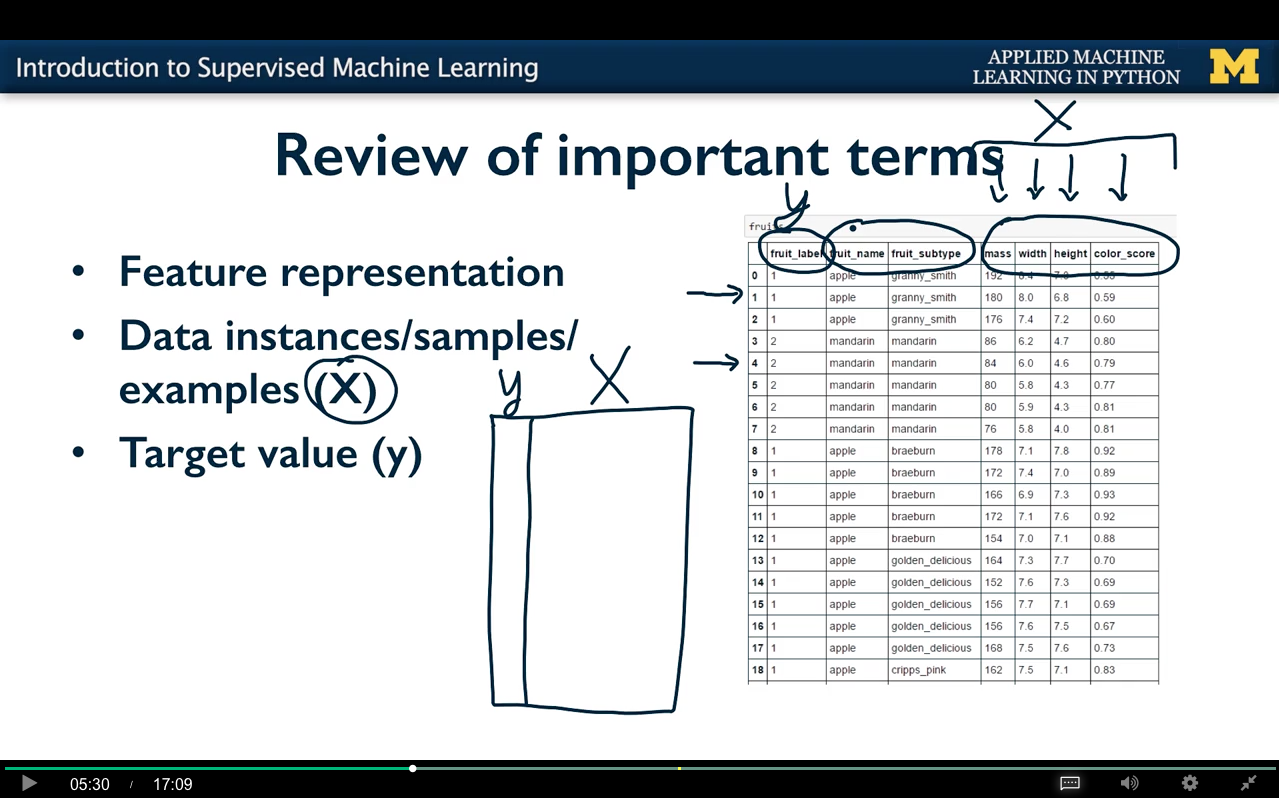 Introduction to Supervised Machine Learning
APPLIED MACHINE
LEARNING IN PYTHON
M
X
Review of important terms
y
• Feature representation
• Data instances/samples/
examples (X)
• Target value (y)
y X
fruits
fruit_label fruit_name fruit_subtype mass width height color_score
0 1 apple granny_smith 192 8.4 7.3 0.55
1 1 apple granny_smith 180 8.0 6.8 0.59
2 1 apple granny_smith 176 7.4 7.2 0.60
3 2 mandarin mandarin 86 6.2 4.7 0.80
4 2 mandarin mandarin 84 6.0 4.6 0.79
5 2 mandarin mandarin 80 5.8 4.3 0.77
6 2 mandarin mandarin 80 5.9 4.3 0.81
7 2 mandarin mandarin 76 5.8 4.0 0.81
8 1 apple braeburn 178 7.1 7.8 0.92
9 1 apple braeburn 172 7.4 7.0 0.89
10 1 apple braeburn 166 6.9 7.3 0.93
11 1 apple braeburn 172 7.1 7.6 0.92
12 1 apple braeburn 154 7.0 7.1 0.88
13 1 apple golden_delicious 164 7.3 7.7 0.70
14 1 apple golden_delicious 152 7.6 7.3 0.69
15 1 apple golden_delicious 156 7.7 7.1 0.69
16 1 apple golden_delicious 156 7.6 7.5 0.67
17 1 apple golden_delicious 168 7.5 7.6 0.73
18 1 apple cripps_pink 162 7.5 7.1 0.83
05:30 / 17:09